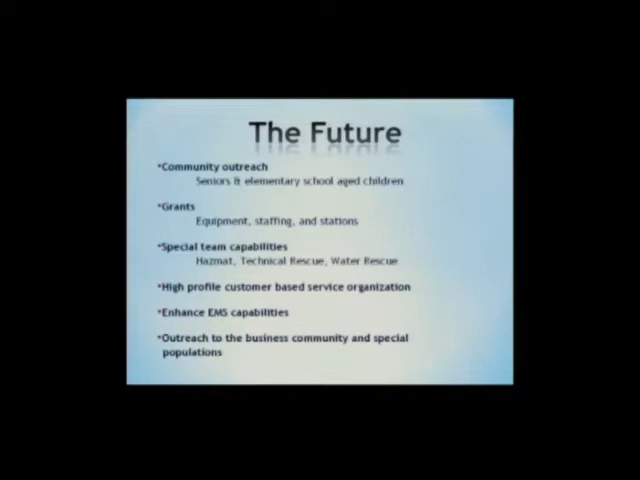 The Future
•Community outreach
Seniors & elementary school aged children
•Grants
Equipment, staffing, and stations
•Special team capabilities
Hazmat, Technical Rescue, Water Rescue
•High profile customer based service organization
•Enhance EMS capabilities
•Outreach to the business community and special
populations